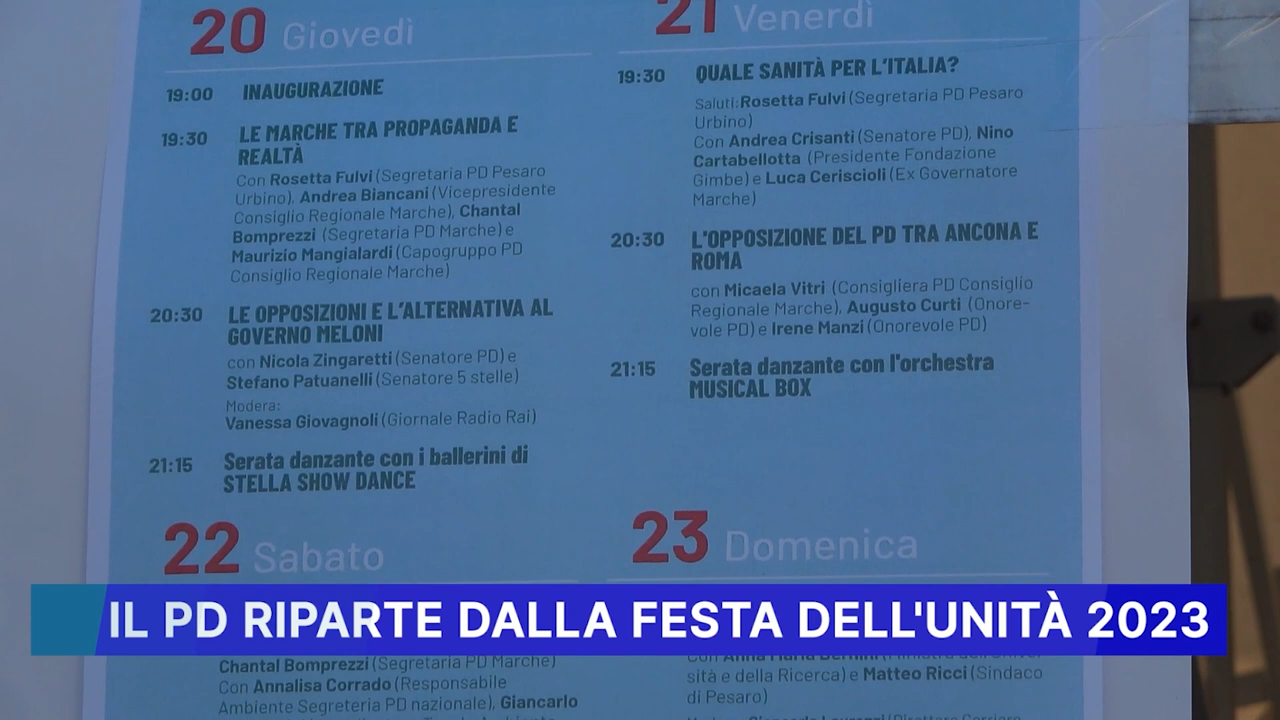 20 Giovedì
19:00 INAUGURAZIONE
19:30 LE MARCHE TRA PROPAGANDA E
REALTÀ
Con Rosetta Fulvi (Segretaria PD Pesaro
Urbino), Andrea Biancani (Vicepresidente
Consiglio Regionale Marche), Chantal
Bomprezzi (Segretaria PD Marche) e
Maurizio Mangialardi (Capogruppo PD
Consiglio Regionale Marche)
20:30 LE OPPOSIZIONI E L'ALTERNATIVA AL
GOVERNO MELONI
con Nicola Zingaretti (Senatore PD) e
Stefano Patuanelli (Senatore 5 stelle)
Modera:
Vanessa Giovagnoli (Giornale Radio Rai)
21:15 Serata danzante con i ballerini di
STELLA SHOW DANCE
21 Venerdì
19:30 QUALE SANITÀ PER L'ITALIA?
Saluti: Rosetta Fulvi (Segretaria PD Pesaro
Urbino)
Con Andrea Crisanti (Senatore PD), Nino
Cartabellotta (Presidente Fondazione
Gimbe) e Luca Ceriscioli (Ex Governatore
Marche)
20:30 L'OPPOSIZIONE DEL PD TRA ANCONA E
ROMA
con Micaela Vitri (Consigliera PD Consiglio
Regionale Marche), Augusto Curti (Onore-
vole PD) e Irene Manzi (Onorevole PD)
21:15 Serata danzante con l'orchestra
MUSICAL BOX
22 Sabato
23 Domenica
IL PD RIPARTE DALLA FESTA DELL'UNITÀ 2023
Chantal Bomprezzi (Segretaria PD Marche)
Con Annalisa Corrado (Responsabile
Ambiente Segreteria PD nazionale), Giancarlo
Con Anna Maria Bernini
sità e della Ricerca) e Matteo Ricci (Sindaco
di Pesaro)